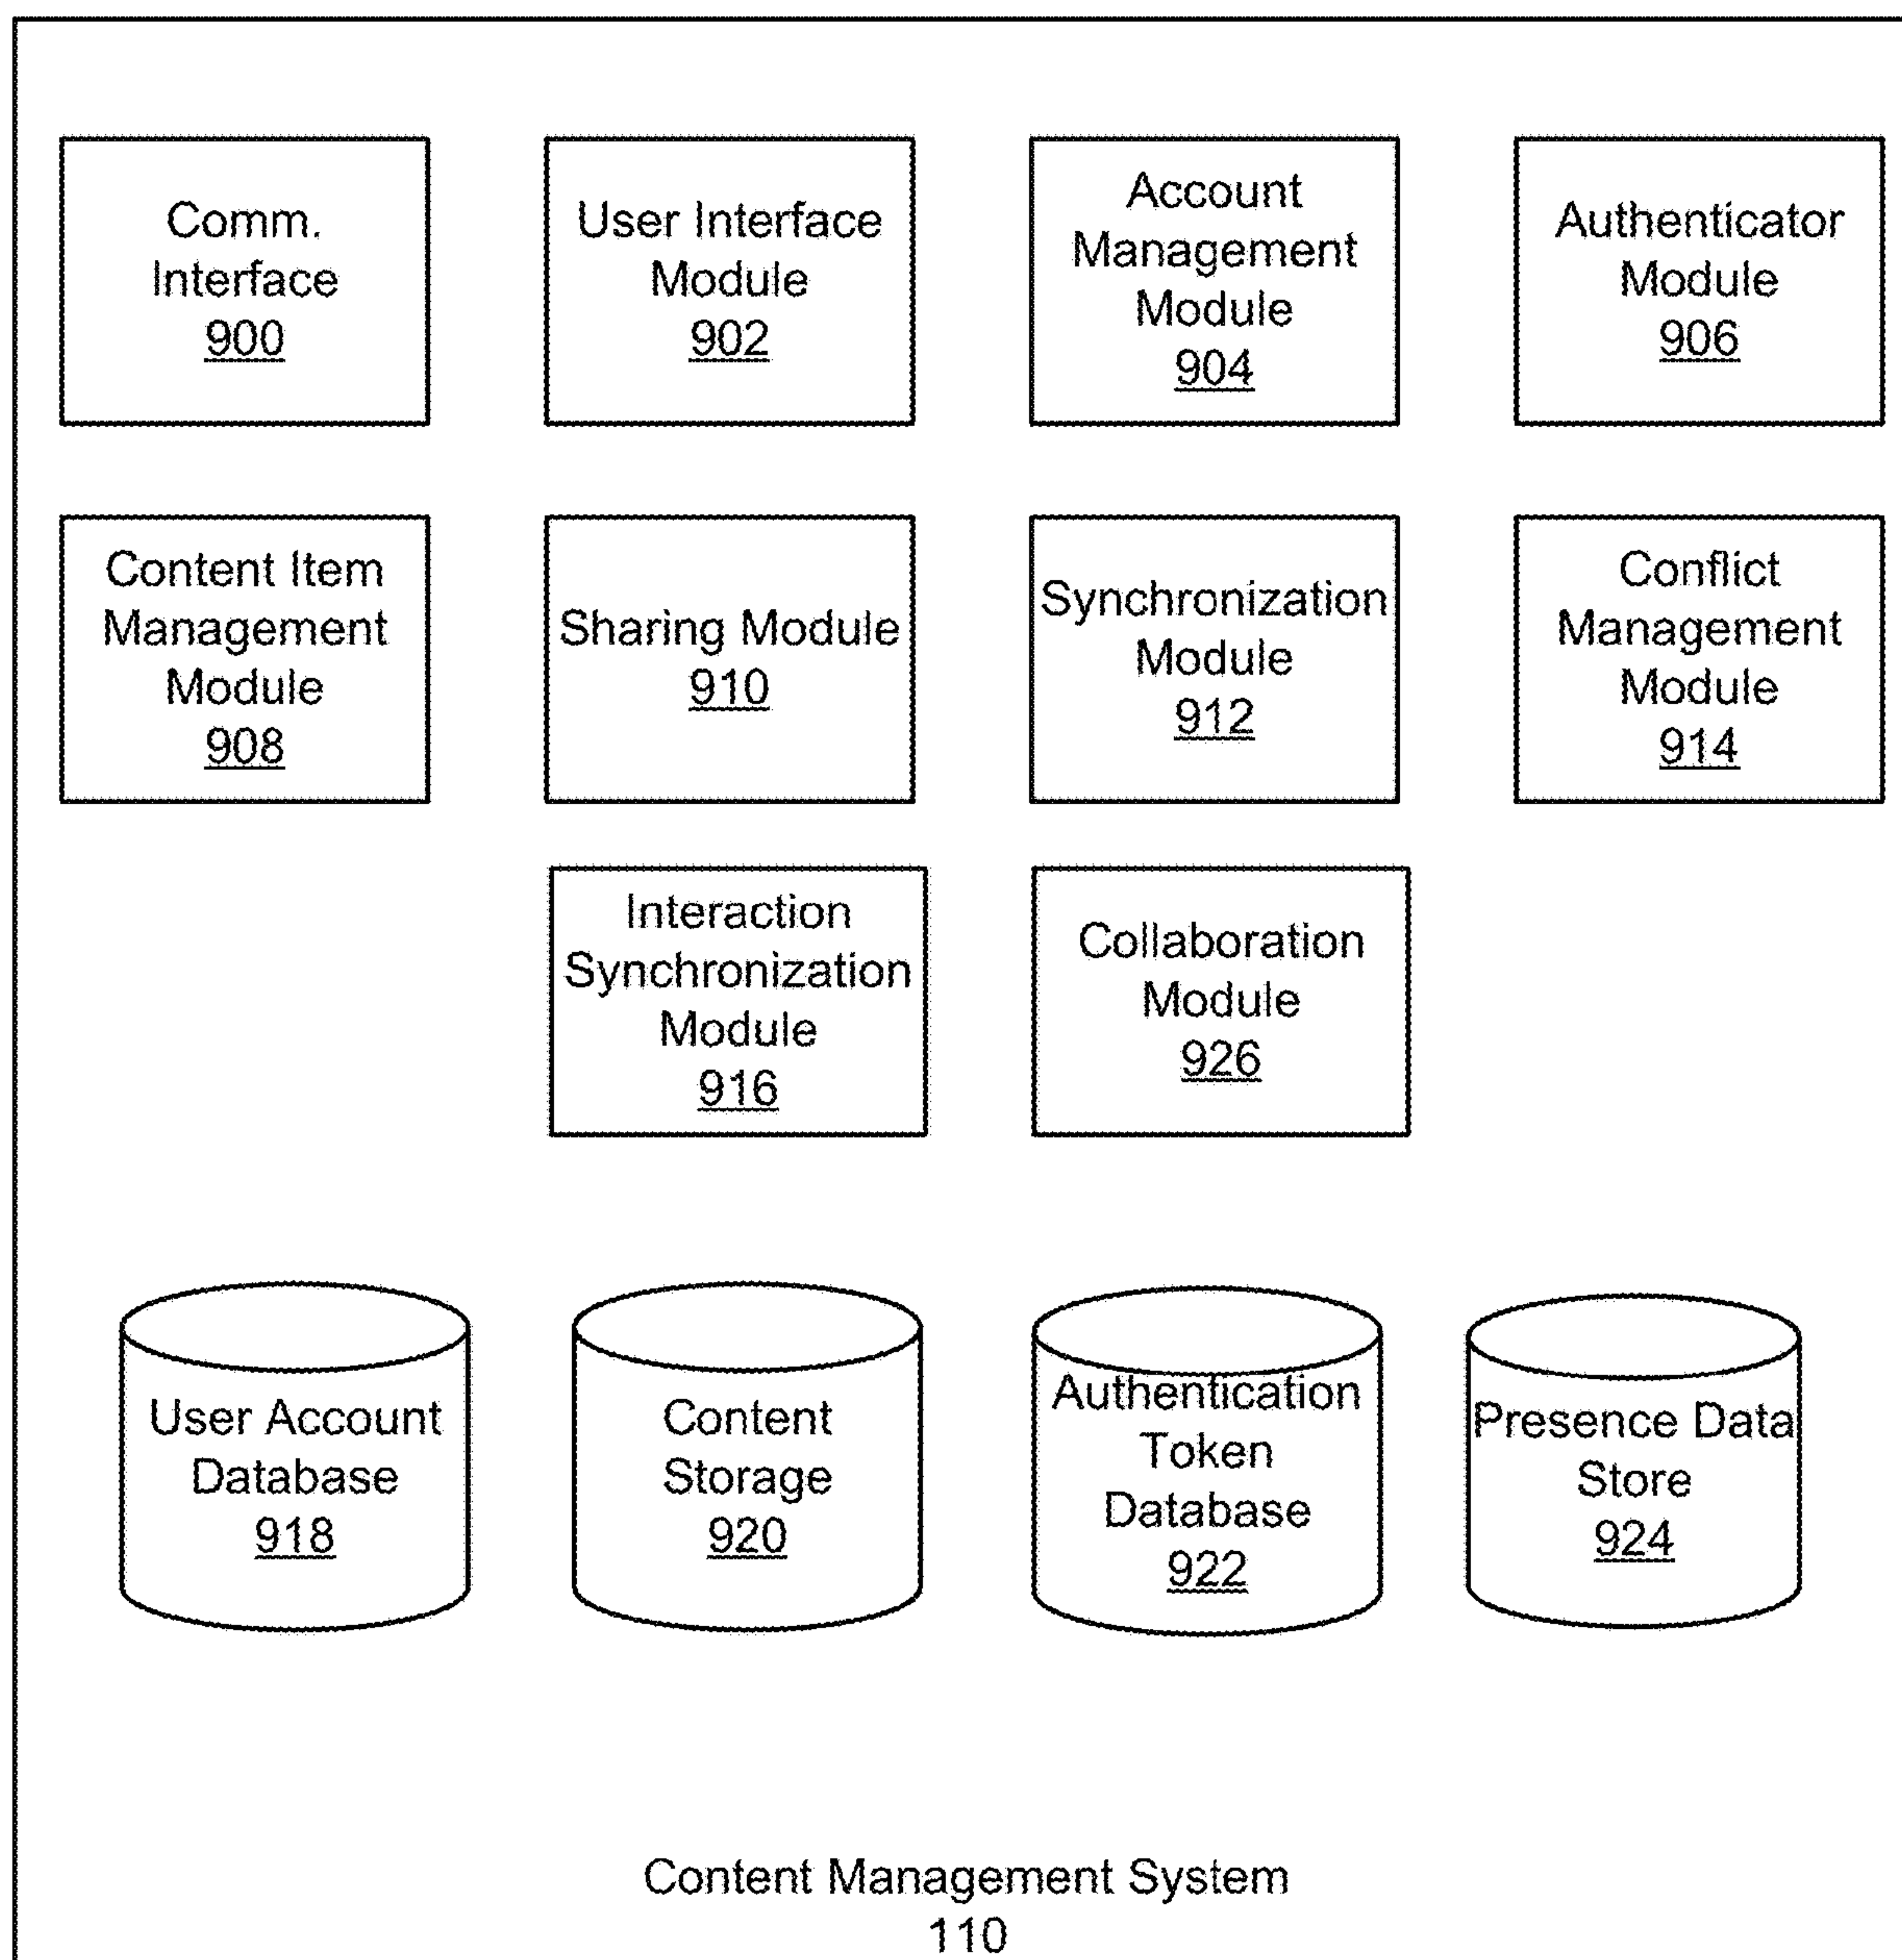 Comm.
Interface
900
User Interface
Module
902
Account
Management
Module
904
Authenticator
Module
906
Content Item
Management
Module
908
Sharing Module
910
Synchronization
Module
912
Conflict
Management
Module
914
Interaction
Synchronization
Module
916
Collaboration
Module
926
User Account
Database
918
Content
Storage
920
Authentication
Token
Database
922
Presence Data
Store
924
Content Management System
110